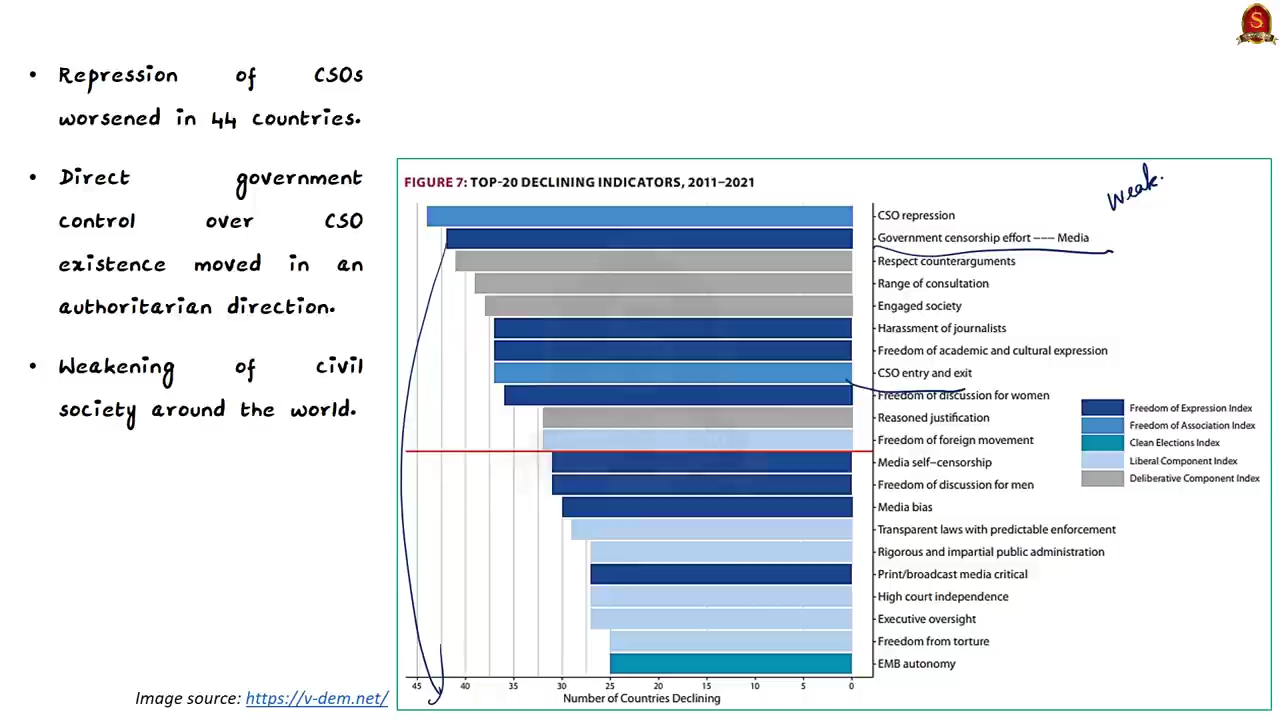 S
• Repression of CSOs
worsened in 44 countries.
• Direct government
control over CSO
existence moved in an
authoritarian direction.
• Weakening of civil
society around the world.
Image source: https://v-dem.net/
FIGURE 7: TOP-20 DECLINING INDICATORS, 2011–2021
weak.
CSO repression
Government censorship effort –––– Media
Respect counterarguments
Range of consultation
Engaged society
Harassment of journalists
Freedom of academic and cultural expression
CSO entry and exit
Freedom of discussion for women
Reasoned justification
Freedom of foreign movement
Media self–censorship
Freedom of discussion for men
Media bias
Transparent laws with predictable enforcement
Rigorous and impartial public administration
Print/broadcast media critical
High court independence
Executive oversight
Freedom from torture
EMB autonomy
Freedom of Expression Index
Freedom of Association Index
Clean Elections Index
Liberal Component Index
Deliberative Component Index
45 40 35 30 25 20 15 10 5 0
Number of Countries Declining